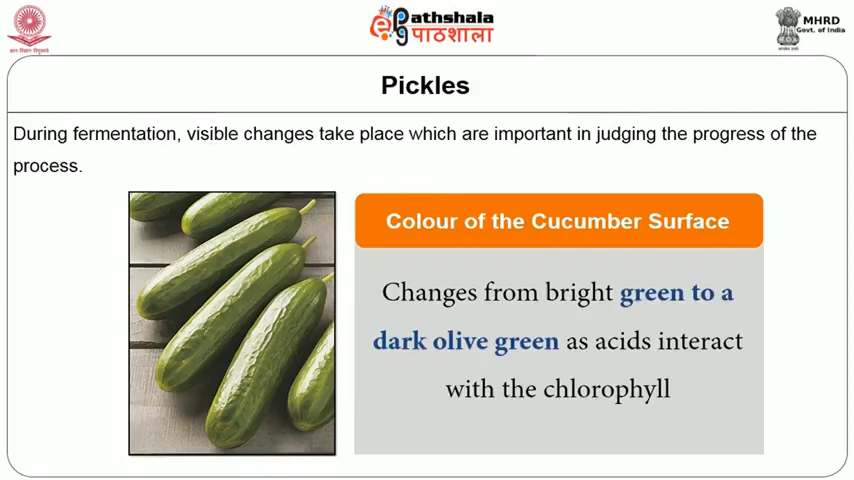 ePathshala
पाठशाला
MHRD
Govt. of India
Pickles
During fermentation, visible changes take place which are important in judging the progress of the
process.
Colour of the Cucumber Surface
Changes from bright green to a
dark olive green as acids interact
with the chlorophyll